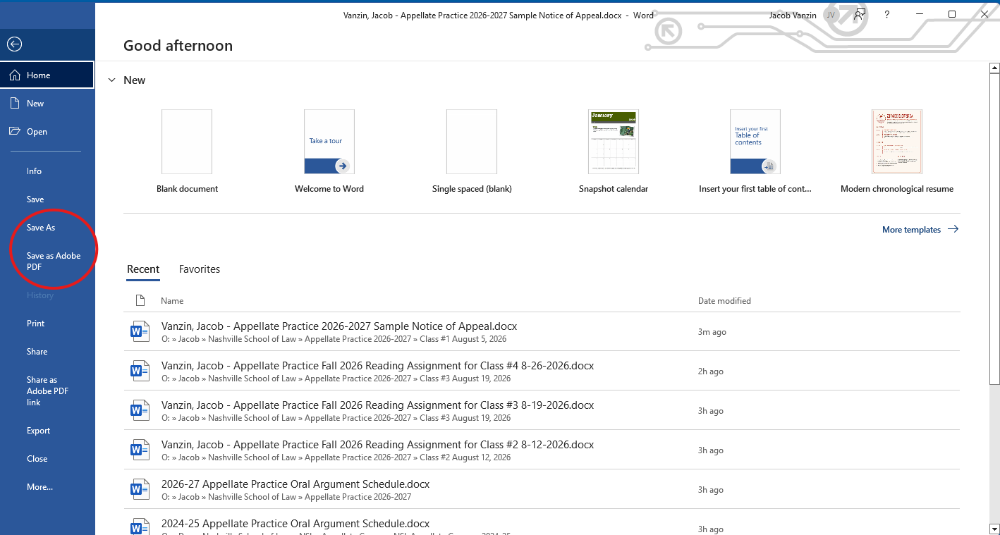 Vanzin, Jacob - Appellate Practice 2026-2027 Sample Notice of Appeal.docx - Word
Jacob Vanzin
JV
?
Good afternoon
Home
New
Open
Info
Save
Save As
Save as Adobe
PDF
History
Print
Share
Share as
Adobe PDF
link
Export
Close
More...
New
January
Take a tour
Insert your first
Table of
contents
Blank document
Welcome to Word
Single spaced (blank)
Snapshot calendar
Insert your first table of cont...
Modern chronological resume
More templates
Recent
Favorites
Name
Date modified
Vanzin, Jacob - Appellate Practice 2026-2027 Sample Notice of Appeal.docx
O: » Jacob » Nashville School of Law » Appellate Practice 2026-2027 » Class #1 August 5, 2026
3m ago
Vanzin, Jacob - Appellate Practice Fall 2026 Reading Assignment for Class #4 8-26-2026.docx
O: » Jacob » Nashville School of Law » Appellate Practice 2026-2027 » Class #3 August 19, 2026
2h ago
Vanzin, Jacob - Appellate Practice Fall 2026 Reading Assignment for Class #3 8-19-2026.docx
O: » Jacob » Nashville School of Law » Appellate Practice 2026-2027 » Class #3 August 19, 2026
3h ago
Vanzin, Jacob - Appellate Practice Fall 2026 Reading Assignment for Class #2 8-12-2026.docx
O: » Jacob » Nashville School of Law » Appellate Practice 2026-2027 » Class #2 August 12, 2026
3h ago
2026-27 Appellate Practice Oral Argument Schedule.docx
O: » Jacob » Nashville School of Law » Appellate Practice 2026-2027
3h ago
2024-25 Appellate Practice Oral Argument Schedule.docx
3h ago